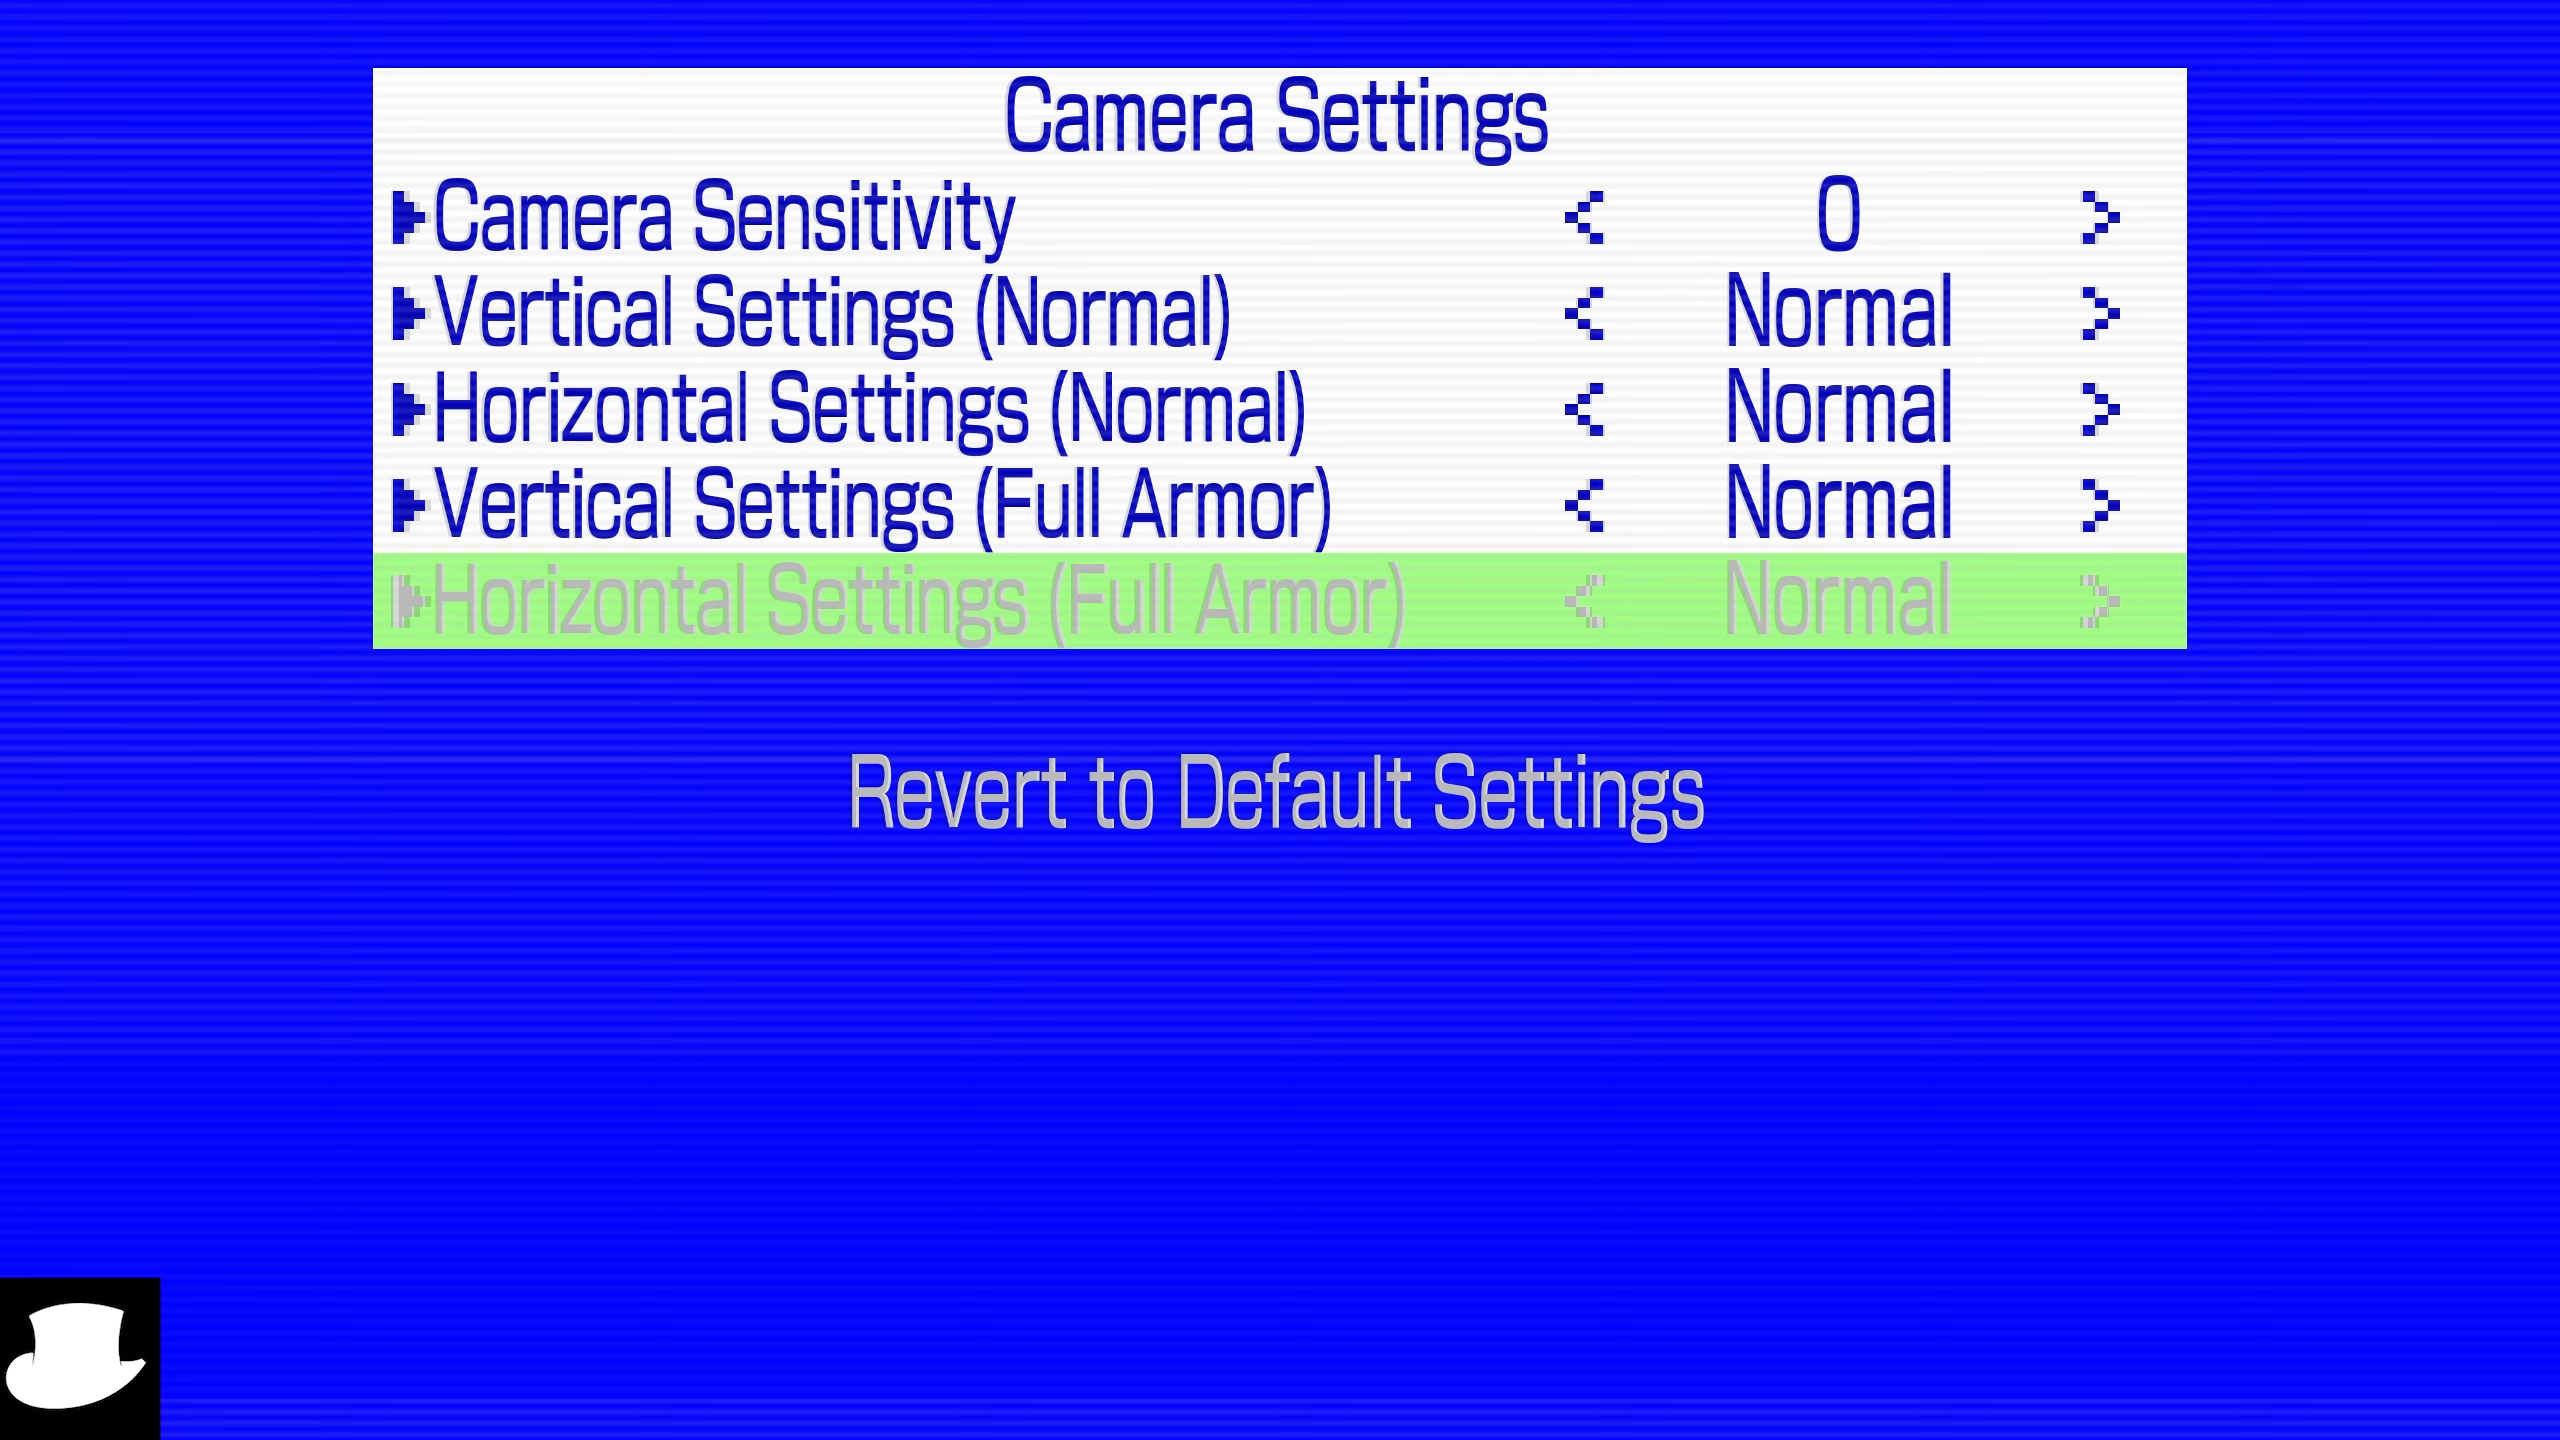 Camera Settings
Camera Sensitivity < 0 >
Vertical Settings (Normal) < Normal >
Horizontal Settings (Normal) < Normal >
Vertical Settings (Full Armor) < Normal >
Horizontal Settings (Full Armor) < Normal >
Revert to Default Settings